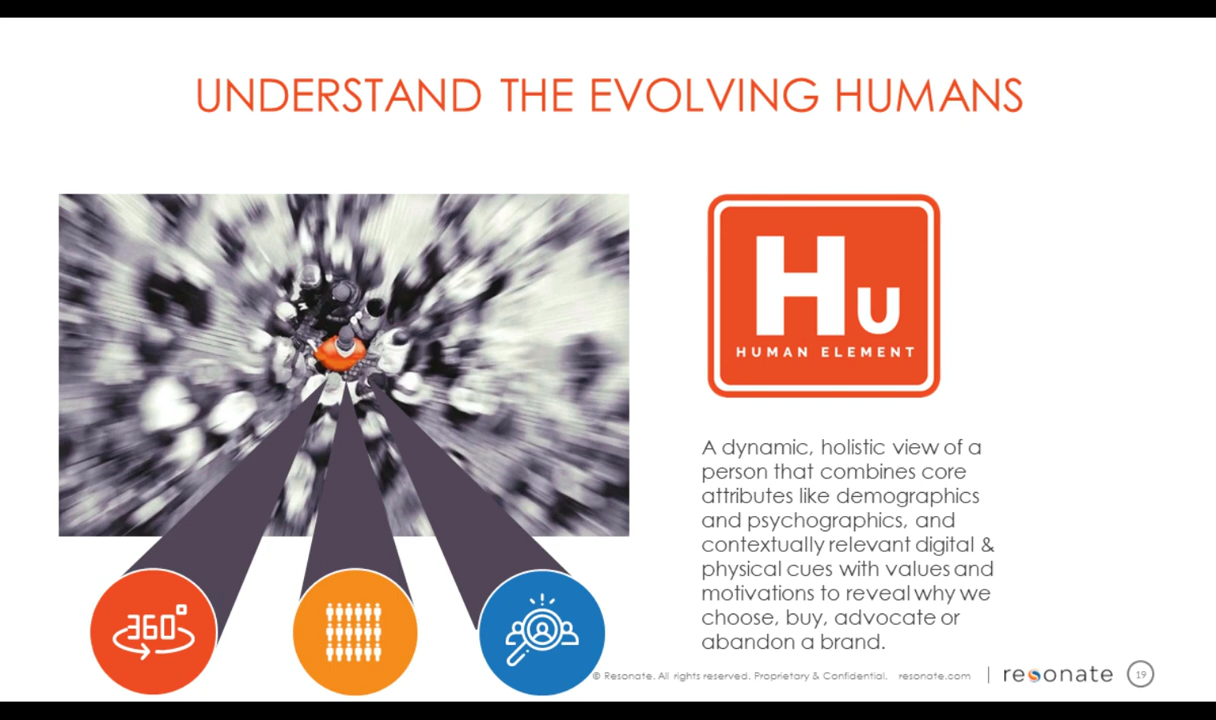 UNDERSTAND THE EVOLVING HUMANS
Hu
HUMAN ELEMENT
A dynamic, holistic view of a
person that combines core
attributes like demographics
and psychographics, and
contextually relevant digital &
physical cues with values and
motivations to reveal why we
choose, buy, advocate or
abandon a brand.
360°
© Resonate. All rights reserved. Proprietary & Confidential. resonate.com | resonate 19